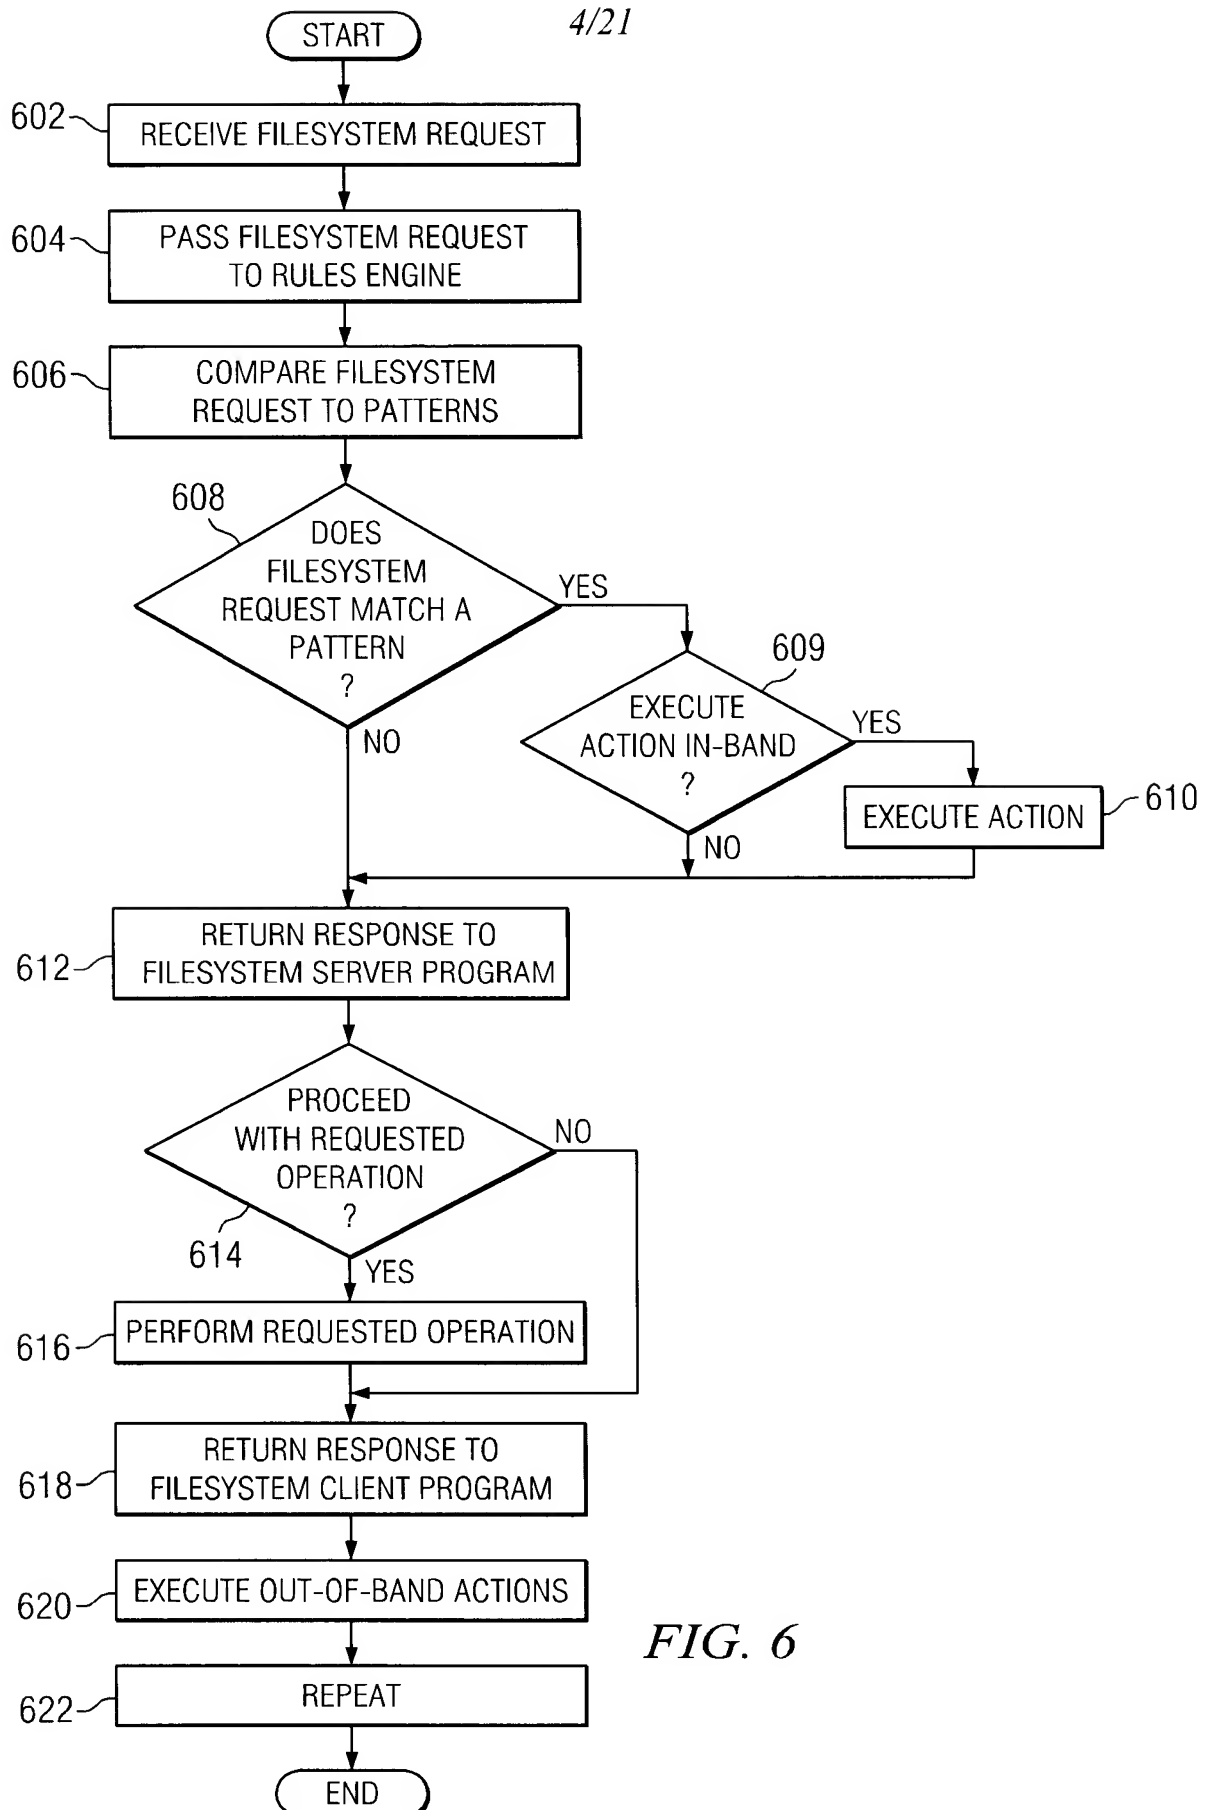 4/21
START
602
RECEIVE FILESYSTEM REQUEST
604
PASS FILESYSTEM REQUEST
TO RULES ENGINE
606
COMPARE FILESYSTEM
REQUEST TO PATTERNS
608
DOES
FILESYSTEM
REQUEST MATCH A
PATTERN
?
YES
NO
609
EXECUTE
ACTION IN-BAND
?
YES
NO
EXECUTE ACTION
610
612
RETURN RESPONSE TO
FILESYSTEM SERVER PROGRAM
PROCEED
WITH REQUESTED
OPERATION
?
NO
614
YES
616
PERFORM REQUESTED OPERATION
618
RETURN RESPONSE TO
FILESYSTEM CLIENT PROGRAM
620
EXECUTE OUT-OF-BAND ACTIONS
622
REPEAT
END
FIG. 6